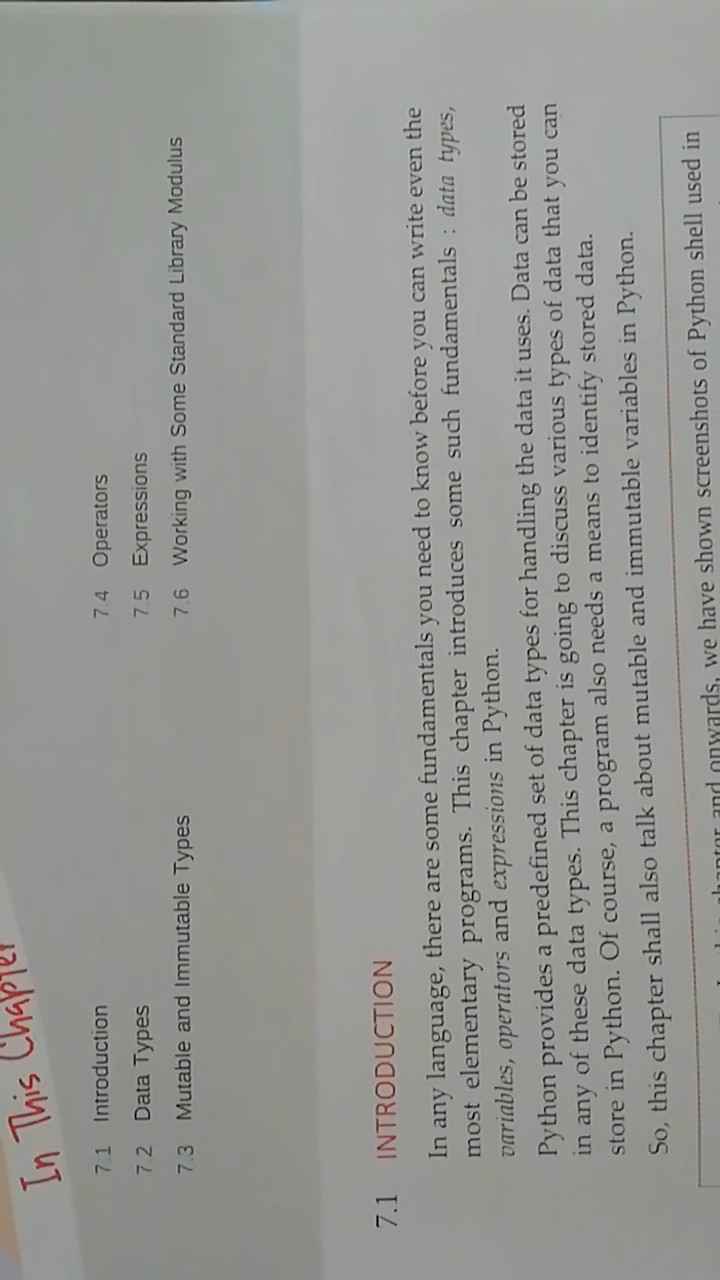 In This Chapter
7.1 Introduction
7.2 Data Types
7.3 Mutable and Immutable Types
7.4 Operators
7.5 Expressions
7.6 Working with Some Standard Library Modulus
7.1 INTRODUCTION
In any language, there are some fundamentals you need to know before you can write even the
most elementary programs. This chapter introduces some such fundamentals : data types,
variables, operators and expressions in Python.
Python provides a predefined set of data types for handling the data it uses. Data can be stored
in any of these data types. This chapter is going to discuss various types of data that you can
store in Python. Of course, a program also needs a means to identify stored data.
So, this chapter shall also talk about mutable and immutable variables in Python.
chapter and onwards, we have shown screenshots of Python shell used in